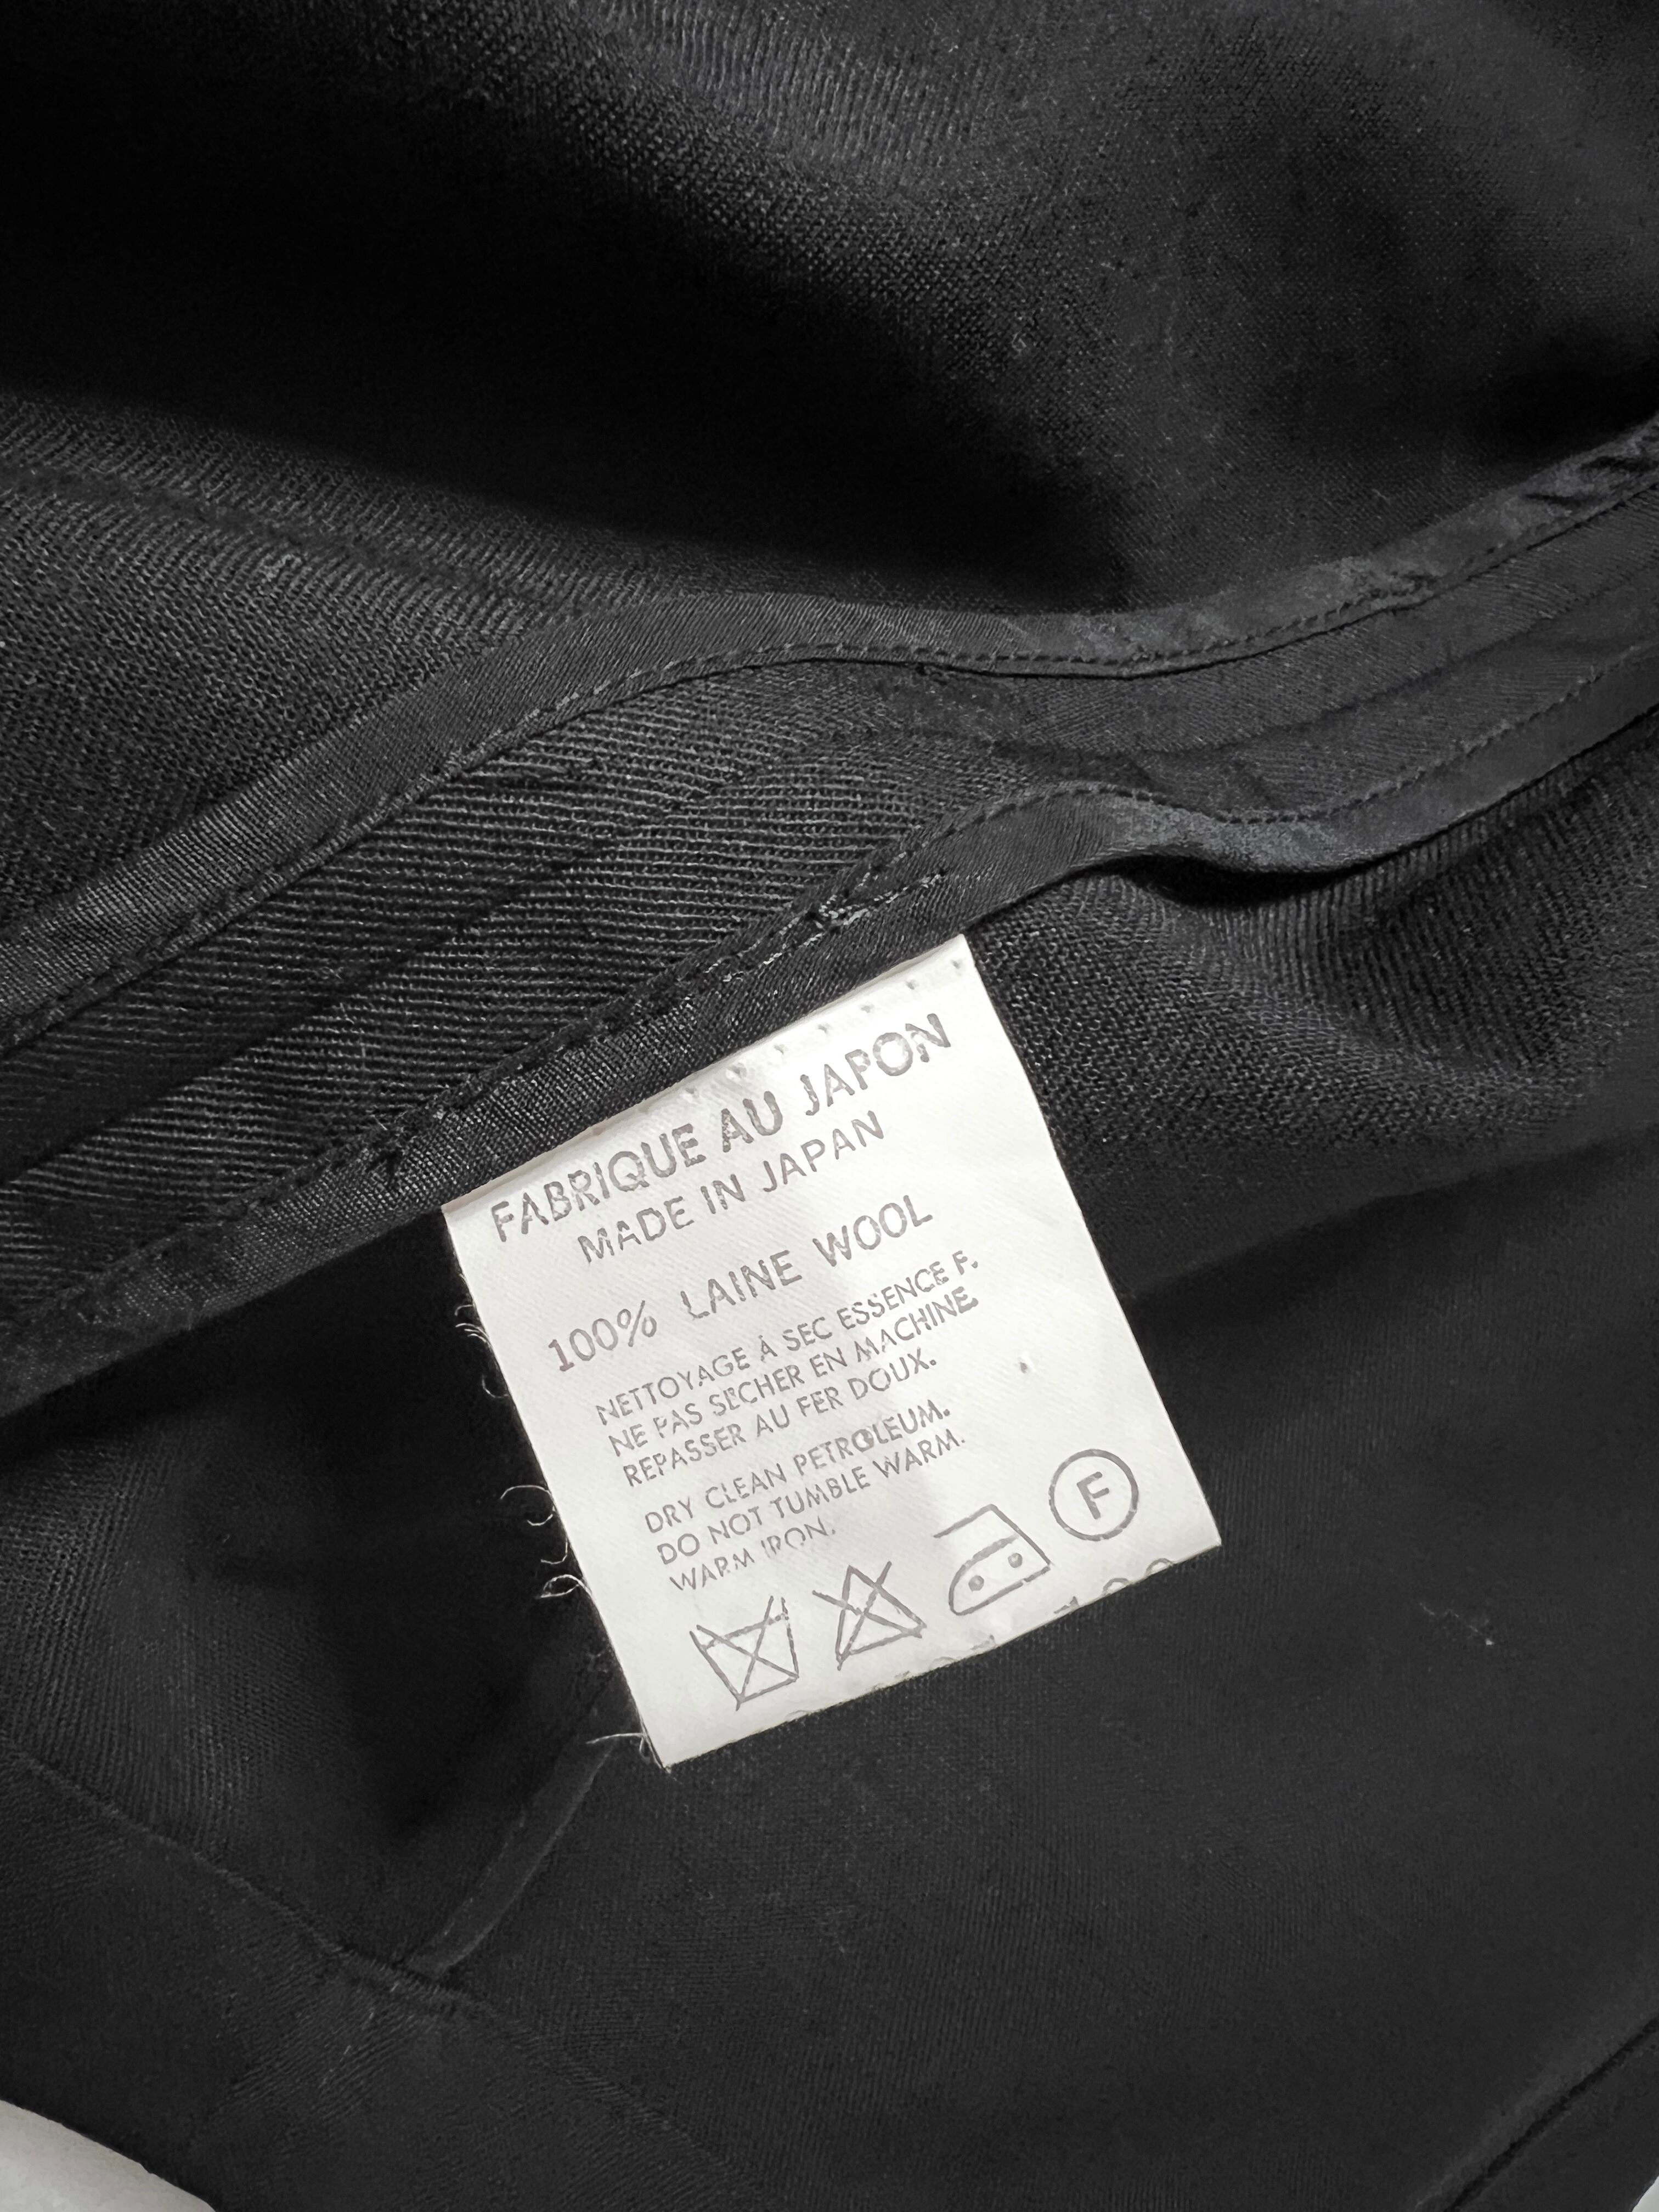 FABRIQUE AU JAPON
MADE IN JAPAN
100% LAINE WOOL
NETTOYAGE À SEC ESSENCE F.
NE PAS SECHER EN MACHINE.
REPASSER AU FER DOUX.
DRY CLEAN PETROLEUM.
DO NOT TUMBLE WARM.
WARM IRON.
F